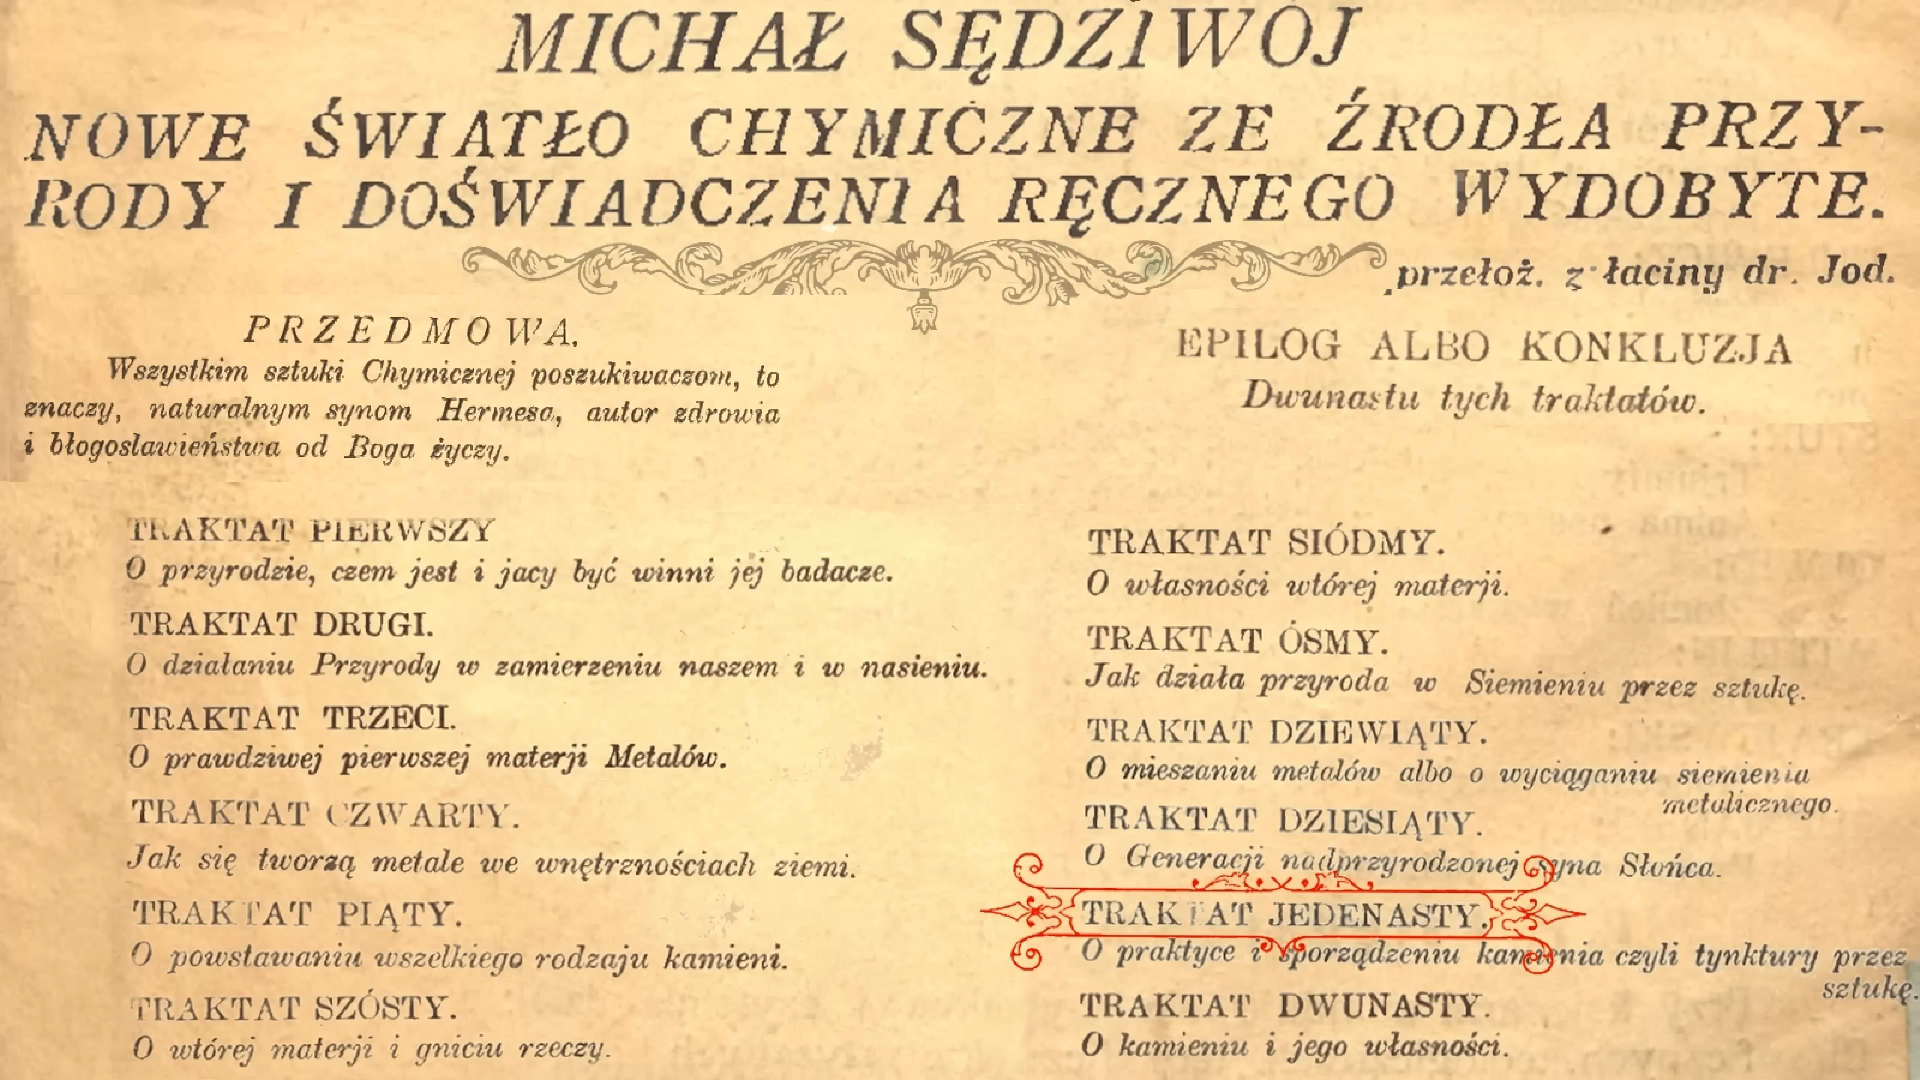 MICHAŁ SĘDZIWÓJ
NOWE ŚWIATŁO CHYMICZNE ZE ŹRODŁA PRZY-
RODY I DOŚWIADCZENIA RĘCZNEGO WYDOBYTE.
przełoż. z łaciny dr. Jod.
PRZEDMOWA.
Wszystkim sztuki Chymicznej poszukiwaczom, to
znaczy, naturalnym synom Hermesa, autor zdrowia
i błogosławieństwa od Boga życzy.
TRAKTAT PIERWSZY
O przyrodzie, czem jest i jacy być winni jej badacze.
TRAKTAT DRUGI.
O działaniu Przyrody w zamierzeniu naszem i w nasieniu.
TRAKTAT TRZECI.
O prawdziwej pierwszej materji Metalów.
TRAKTAT CZWARTY.
Jak się tworzą metale we wnętrznościach ziemi.
TRAKTAT PIĄTY.
O powstawaniu wszelkiego rodzaju kamieni.
TRAKTAT SZÓSTY.
O wtórej materji i gniciu rzeczy.
EPILOG ALBO KONKLUZJA
Dwunastu tych traktatów.
TRAKTAT SIÓDMY.
O własności wtórej materji.
TRAKTAT ÓSMY.
Jak działa przyroda w Siemieniu przez sztukę.
TRAKTAT DZIEWIĄTY.
O mieszaniu metalów albo o wyciąganiu siemienia
metalicznego.
TRAKTAT DZIESIĄTY.
O Generacji nadprzyrodzonej syna Słońca.
TRAKTAT JEDENASTY.
O praktyce i sporządzeniu kamienia czyli tynktury przez
sztukę.
TRAKTAT DWUNASTY.
O kamieniu i jego własności.